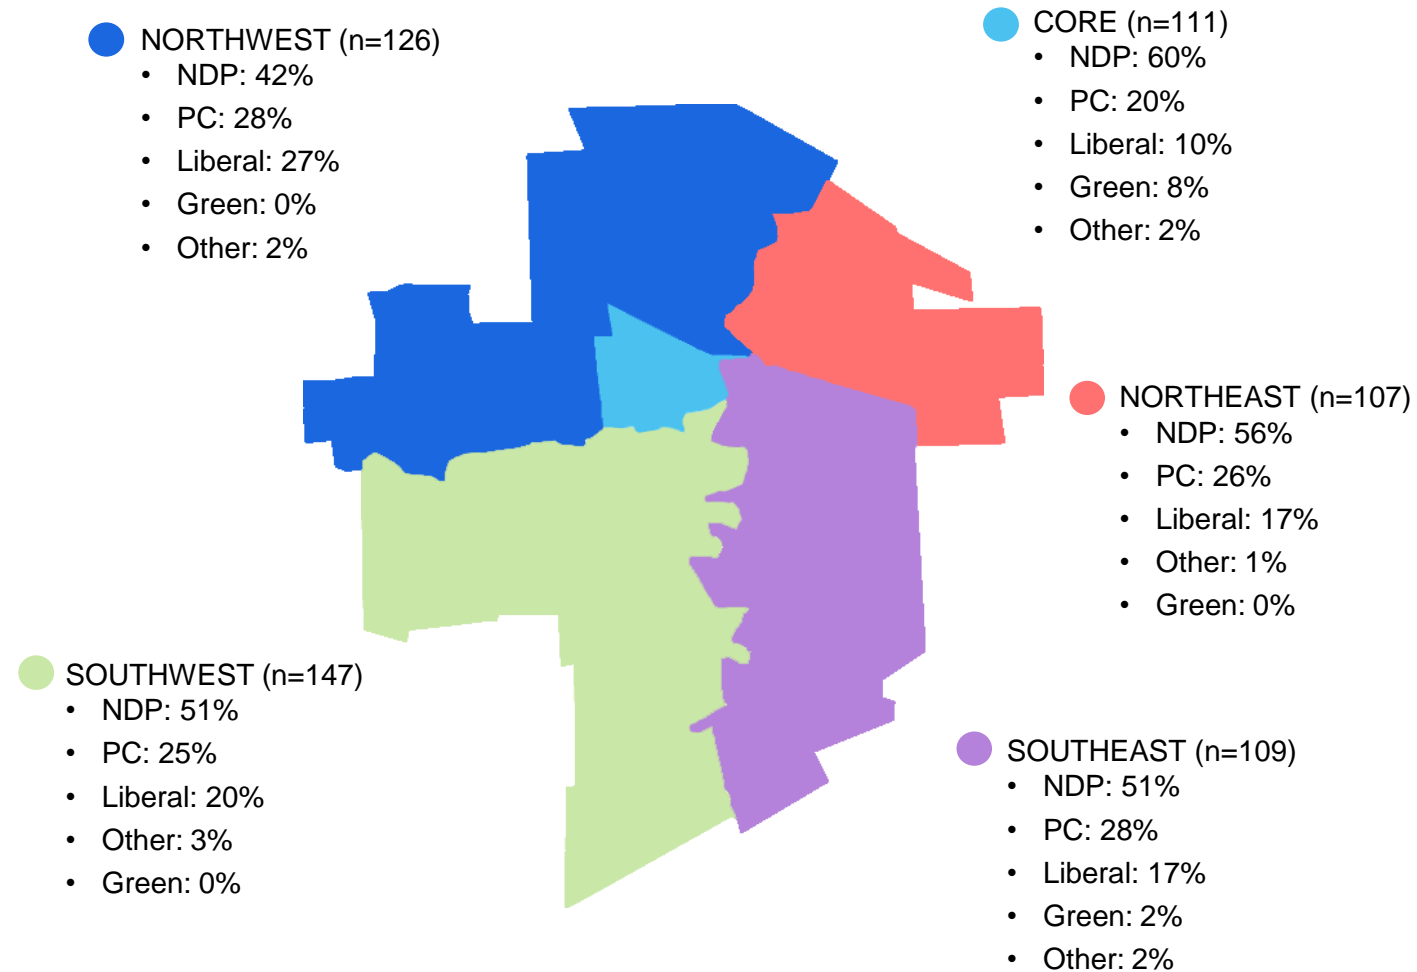 NORTHWEST (n=126)
• NDP: 42%
• PC: 28%
• Liberal: 27%
• Green: 0%
• Other: 2%
CORE (n=111)
• NDP: 60%
• PC: 20%
• Liberal: 10%
• Green: 8%
• Other: 2%
NORTHEAST (n=107)
• NDP: 56%
• PC: 26%
• Liberal: 17%
• Other: 1%
• Green: 0%
SOUTHWEST (n=147)
• NDP: 51%
• PC: 25%
• Liberal: 20%
• Other: 3%
• Green: 0%
SOUTHEAST (n=109)
• NDP: 51%
• PC: 28%
• Liberal: 17%
• Green: 2%
• Other: 2%